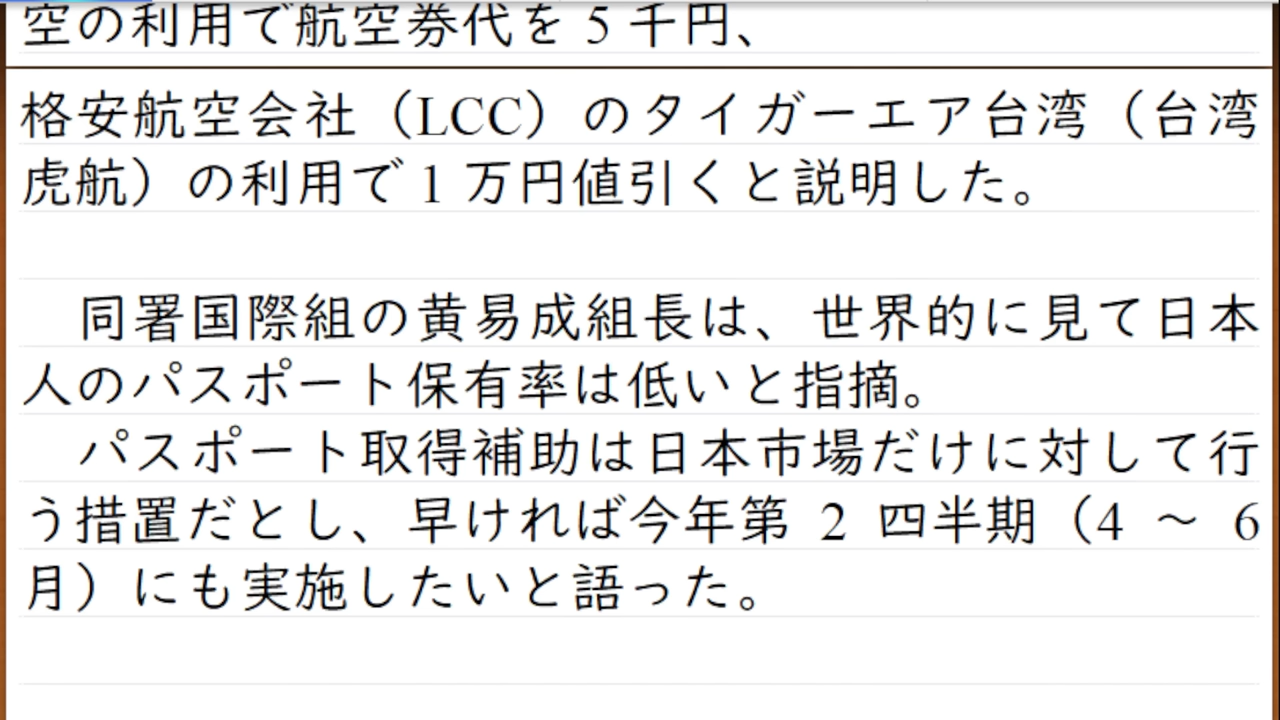 空の利用で航空券代を 5 千円、
格安航空会社（LCC）のタイガーエア台湾（台湾
虎航）の利用で 1 万円値引くと説明した。
　同署国際組の黄易成組長は、世界的に見て日本
人のパスポート保有率は低いと指摘。
　パスポート取得補助は日本市場だけに対して行
う措置だとし、早ければ今年第 2 四半期（4 ～ 6
月）にも実施したいと語った。